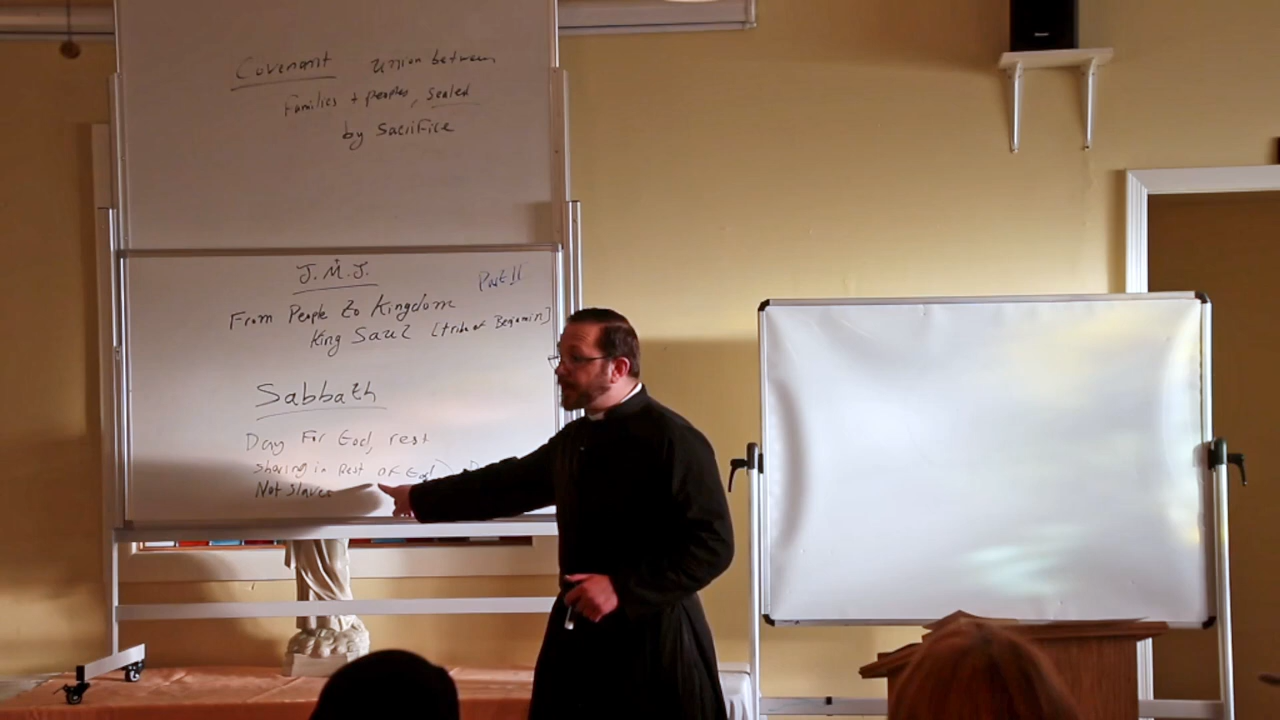 Covenant union between
Families + peoples, sealed
by sacrifice
J.M.J.
Part II
From People to Kingdom
King Saul [tribe of Benjamin]
Sabbath
Day For God, rest
sharing in Rest of God
Not slaves